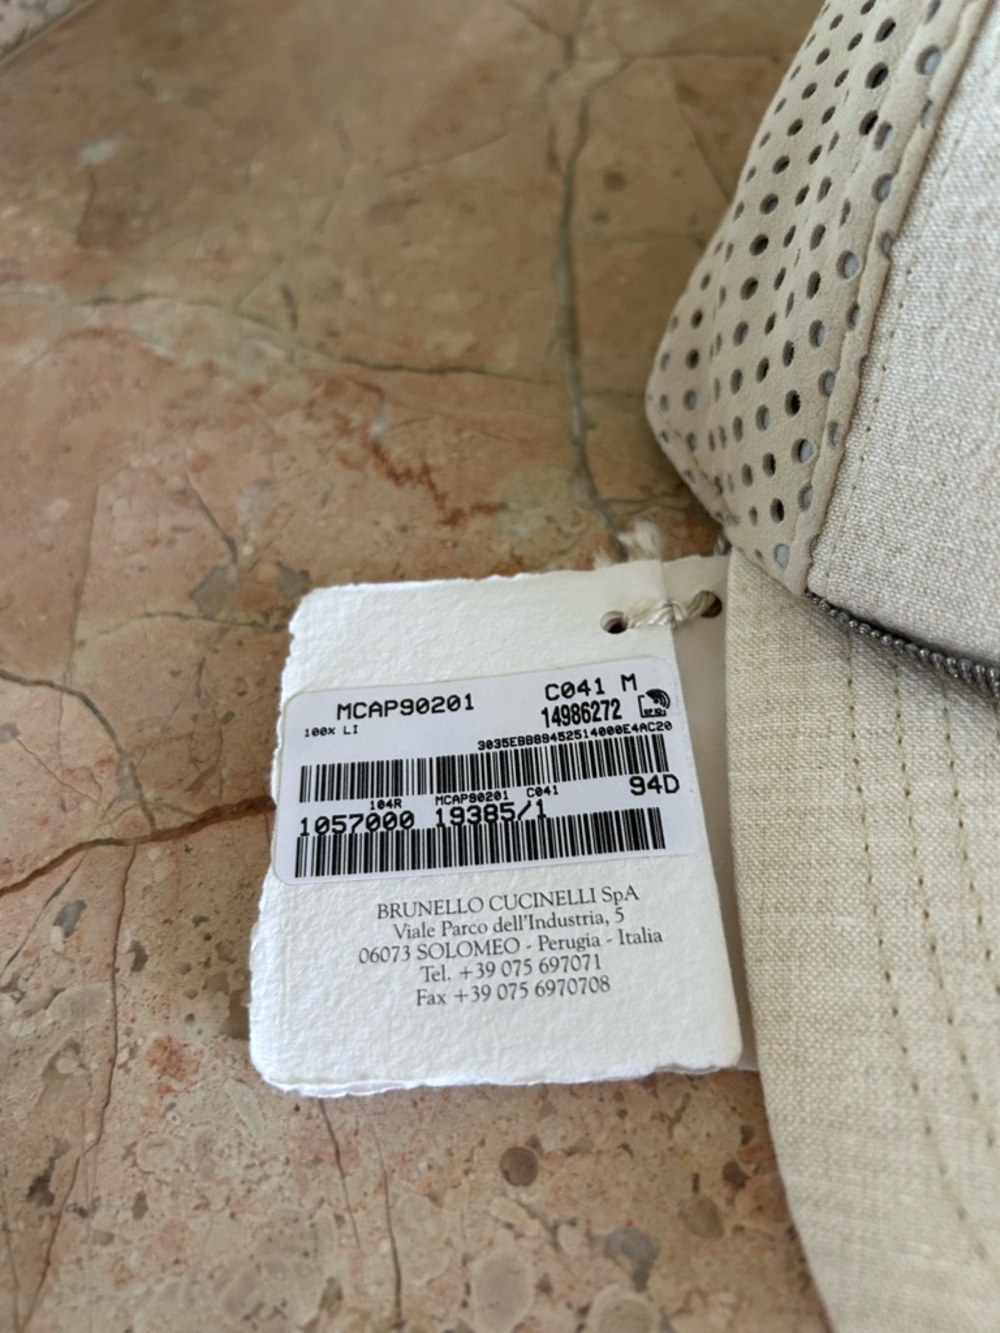 MCAP90201 C041 M
100% LI 14986272
3035EBB89452514000E4AC20
94D
104R MCAP90201 C041
1057000 19385/1
BRUNELLO CUCINELLI SpA
Viale Parco dell'Industria, 5
06073 SOLOMEO - Perugia - Italia
Tel. +39 075 697071
Fax +39 075 6970708